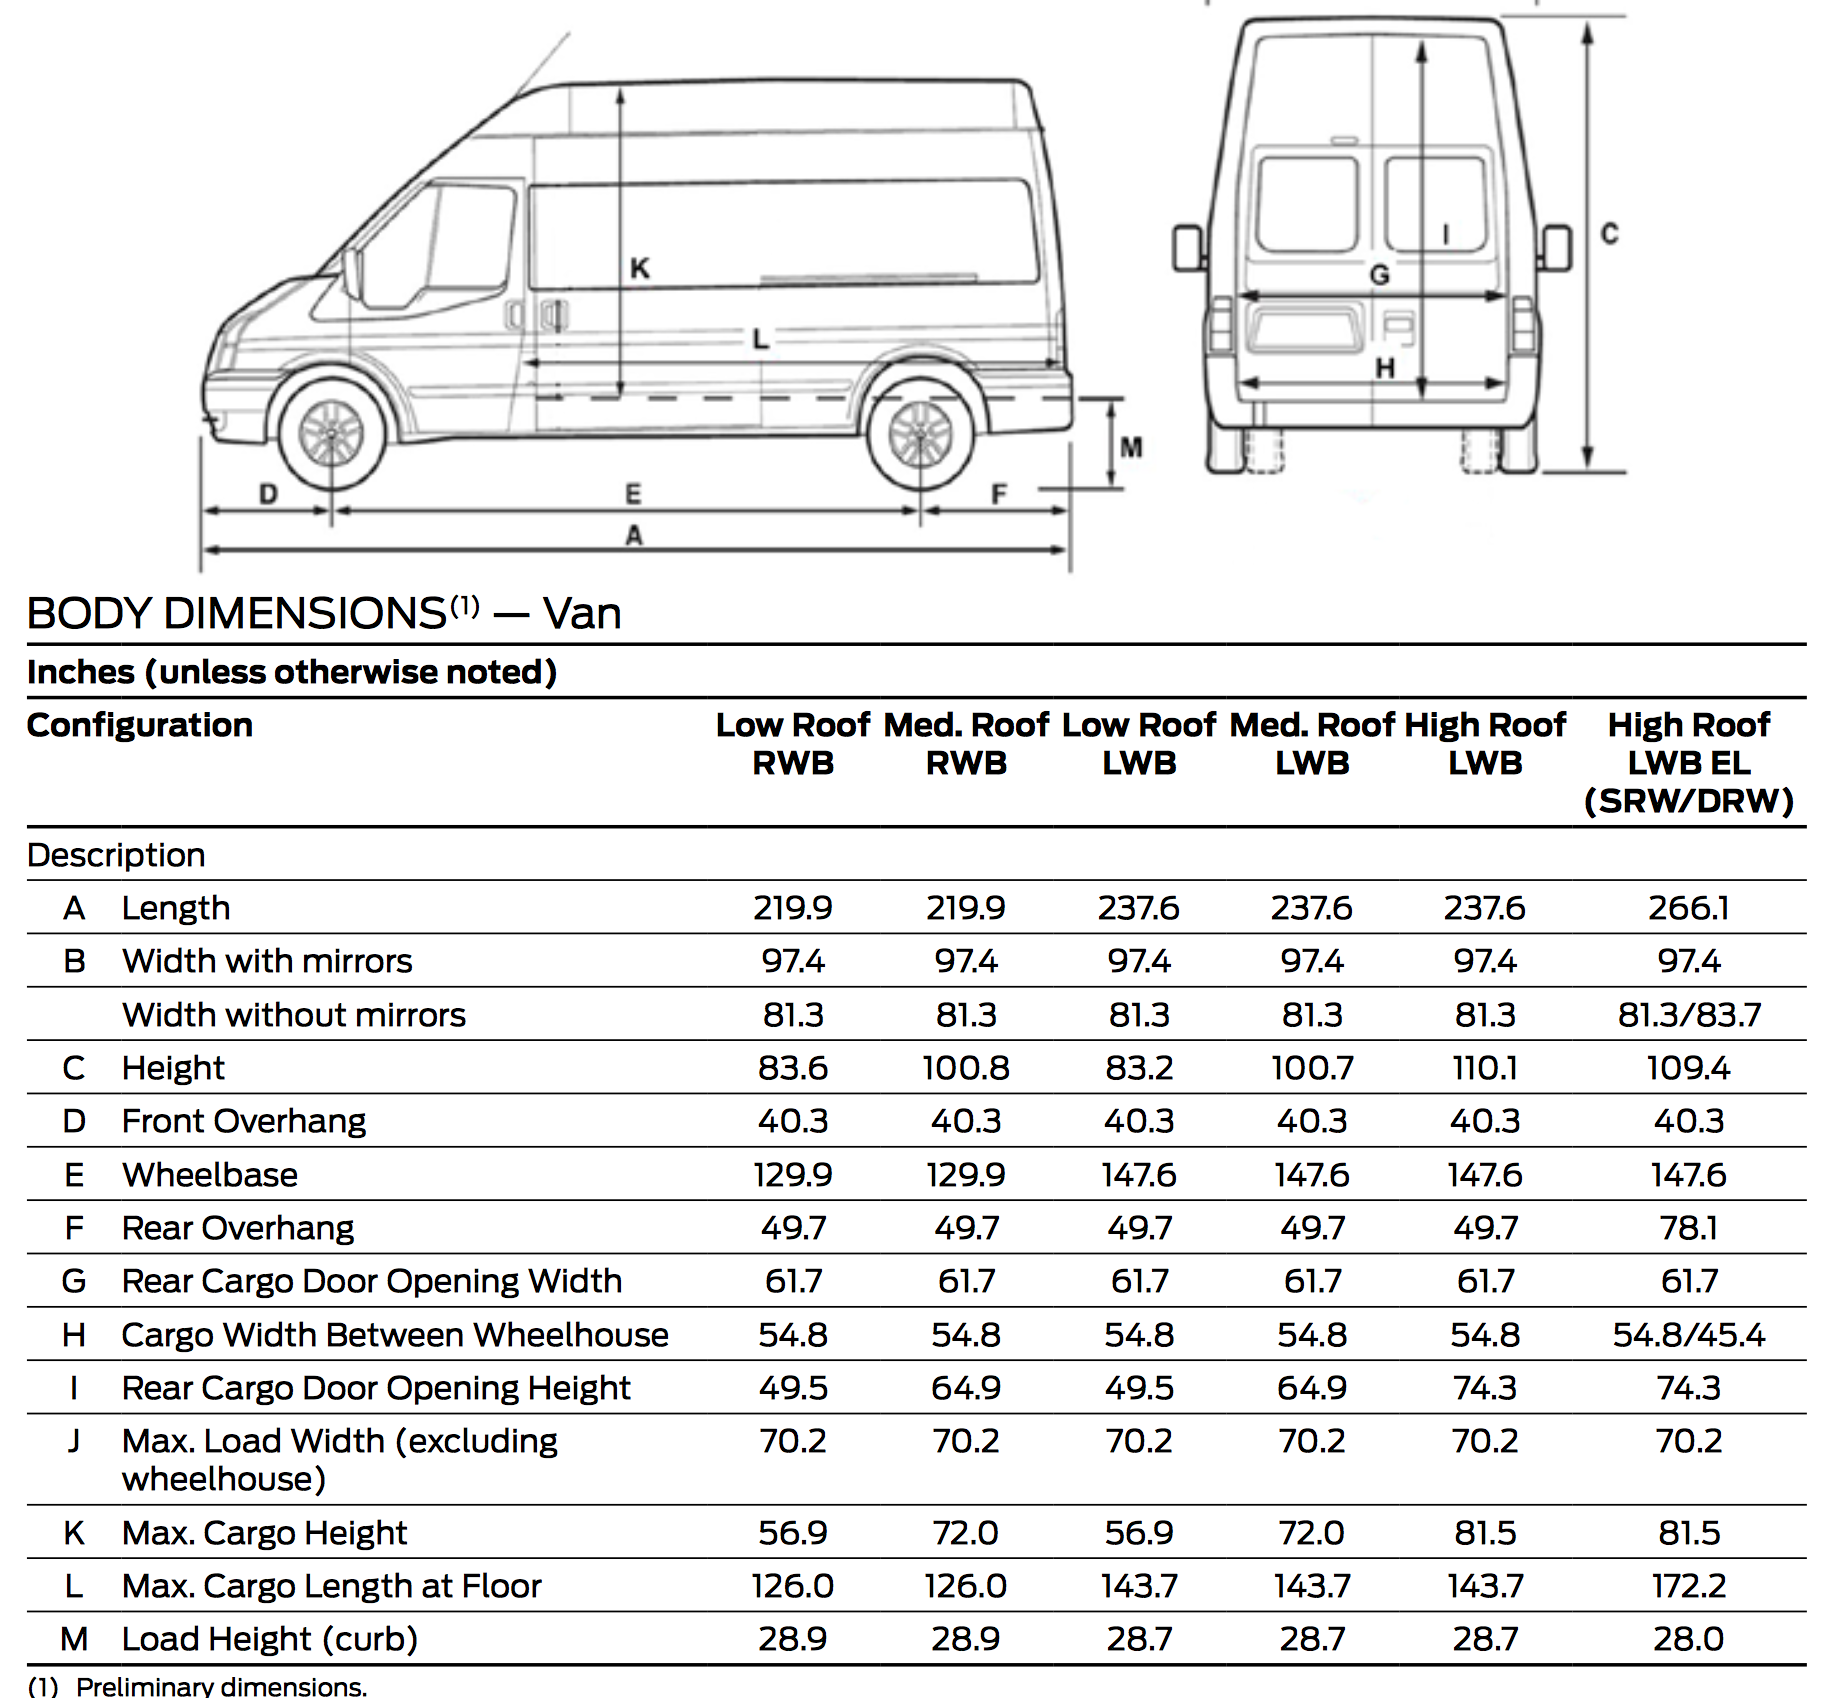 K
L
M
D
E
F
A
C
I
G
H
BODY DIMENSIONS(1) — Van
Inches (unless otherwise noted)
Configuration Low Roof RWB Med. Roof RWB Low Roof LWB Med. Roof LWB High Roof LWB High Roof LWB EL (SRW/DRW)
Description
A Length 219.9 219.9 237.6 237.6 237.6 266.1
B Width with mirrors 97.4 97.4 97.4 97.4 97.4 97.4
Width without mirrors 81.3 81.3 81.3 81.3 81.3 81.3/83.7
C Height 83.6 100.8 83.2 100.7 110.1 109.4
D Front Overhang 40.3 40.3 40.3 40.3 40.3 40.3
E Wheelbase 129.9 129.9 147.6 147.6 147.6 147.6
F Rear Overhang 49.7 49.7 49.7 49.7 49.7 78.1
G Rear Cargo Door Opening Width 61.7 61.7 61.7 61.7 61.7 61.7
H Cargo Width Between Wheelhouse 54.8 54.8 54.8 54.8 54.8 54.8/45.4
I Rear Cargo Door Opening Height 49.5 64.9 49.5 64.9 74.3 74.3
J Max. Load Width (excluding wheelhouse) 70.2 70.2 70.2 70.2 70.2 70.2
K Max. Cargo Height 56.9 72.0 56.9 72.0 81.5 81.5
L Max. Cargo Length at Floor 126.0 126.0 143.7 143.7 143.7 172.2
M Load Height (curb) 28.9 28.9 28.7 28.7 28.7 28.0
(1) Preliminary dimensions.